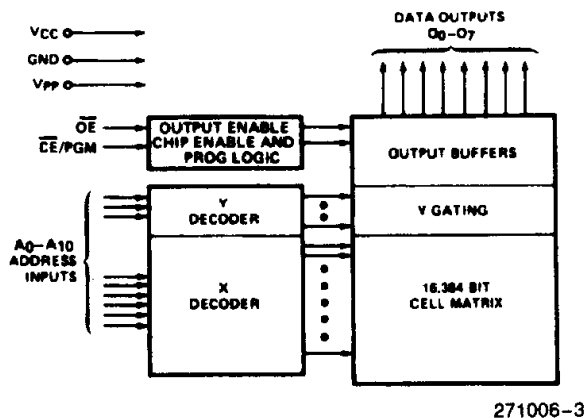 DATA OUTPUTS
O0–O7
VCC
GND
VPP
OE
CE/PGM
OUTPUT ENABLE
CHIP ENABLE AND
PROG LOGIC
OUTPUT BUFFERS
Y
DECODER
Y GATING
A0–A10
ADDRESS
INPUTS
X
DECODER
16,384 BIT
CELL MATRIX
271006–3